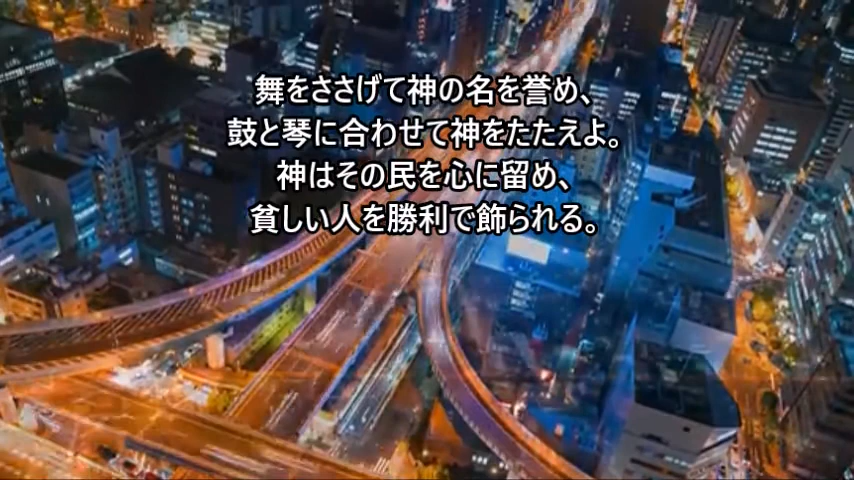 舞をささげて神の名を誉め、
鼓と琴に合わせて神をたたえよ。
神はその民を心に留め、
貧しい人を勝利で飾られる。